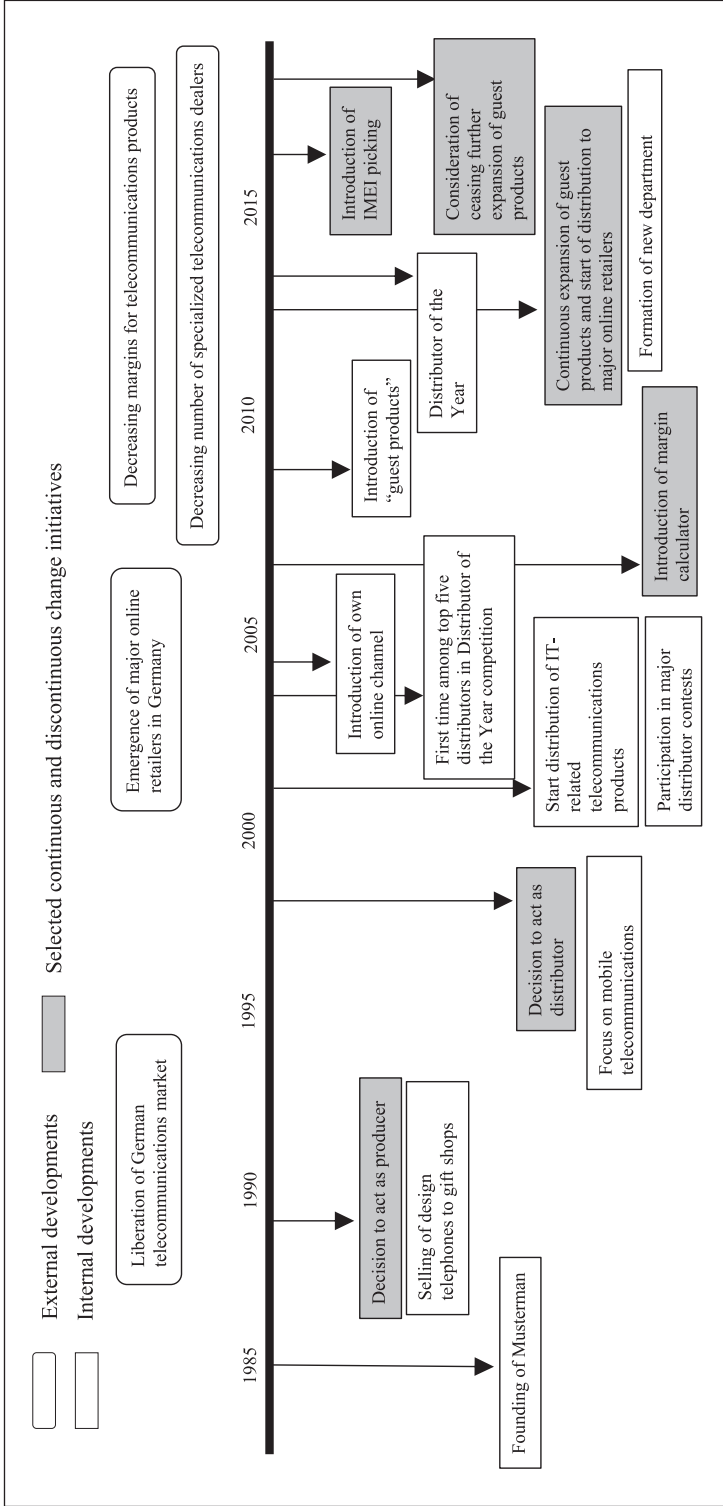 External developments
Internal developments
Selected continuous and discontinuous change initiatives
Liberation of German
telecommunications market
Emergence of major online
retailers in Germany
Decreasing margins for telecommunications products
Decreasing number of specialized telecommunications dealers
1985
1990
1995
2000
2005
2010
2015
Founding of Musterman
Decision to act as producer
Selling of design
telephones to gift shops
Decision to act as
distributor
Focus on mobile
telecommunications
Introduction of own
online channel
First time among top five
distributors in Distributor of
the Year competition
Start distribution of IT-
related
telecommunications
products
Participation in major
distributor contests
Introduction of
“guest products”
Introduction of margin
calculator
Distributor of the
Year
Introduction of
IMEI picking
Consideration of
ceasing further
expansion of guest
products
Continuous expansion of guest
products and start of distribution to
major online retailers
Formation of new department